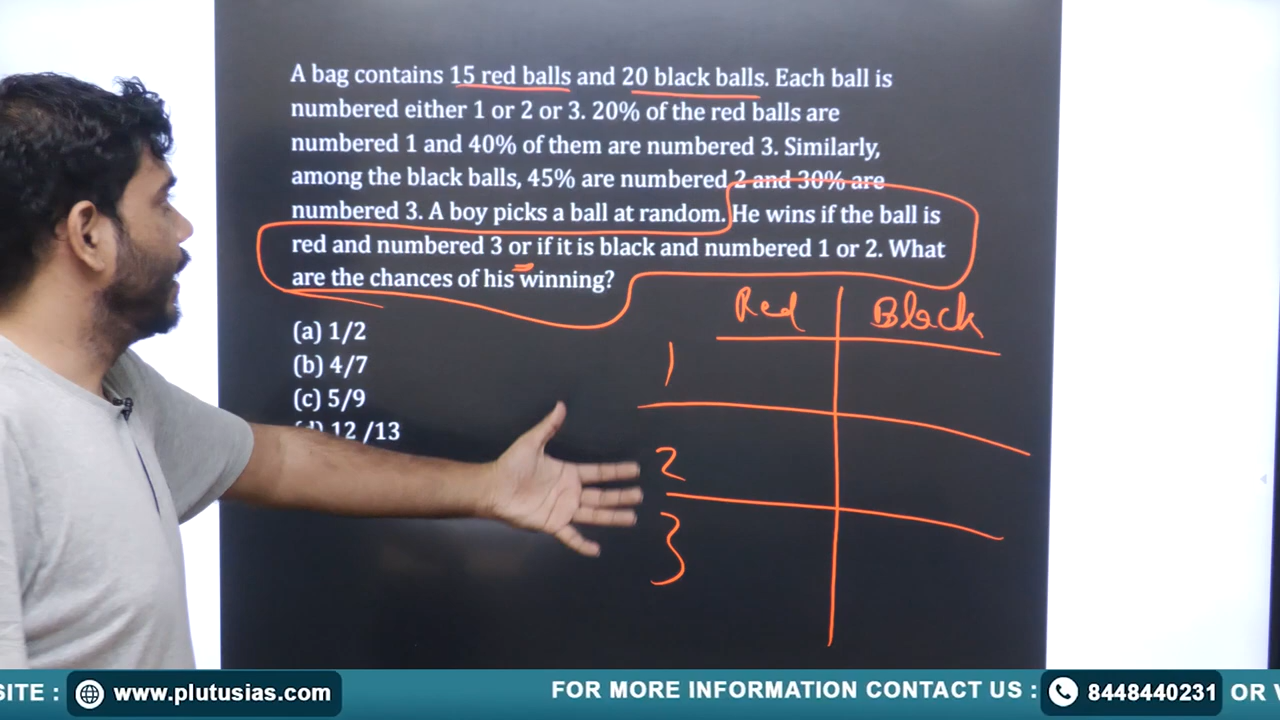 A bag contains 15 red balls and 20 black balls. Each ball is
numbered either 1 or 2 or 3. 20% of the red balls are
numbered 1 and 40% of them are numbered 3. Similarly,
among the black balls, 45% are numbered 2 and 30% are
numbered 3. A boy picks a ball at random. He wins if the ball is
red and numbered 3 or if it is black and numbered 1 or 2. What
are the chances of his winning?
(a) 1/2
(b) 4/7
(c) 5/9
(d) 12 /13
Red Black
1
2
3
SITE : www.plutusias.com FOR MORE INFORMATION CONTACT US : 8448440231 OR V